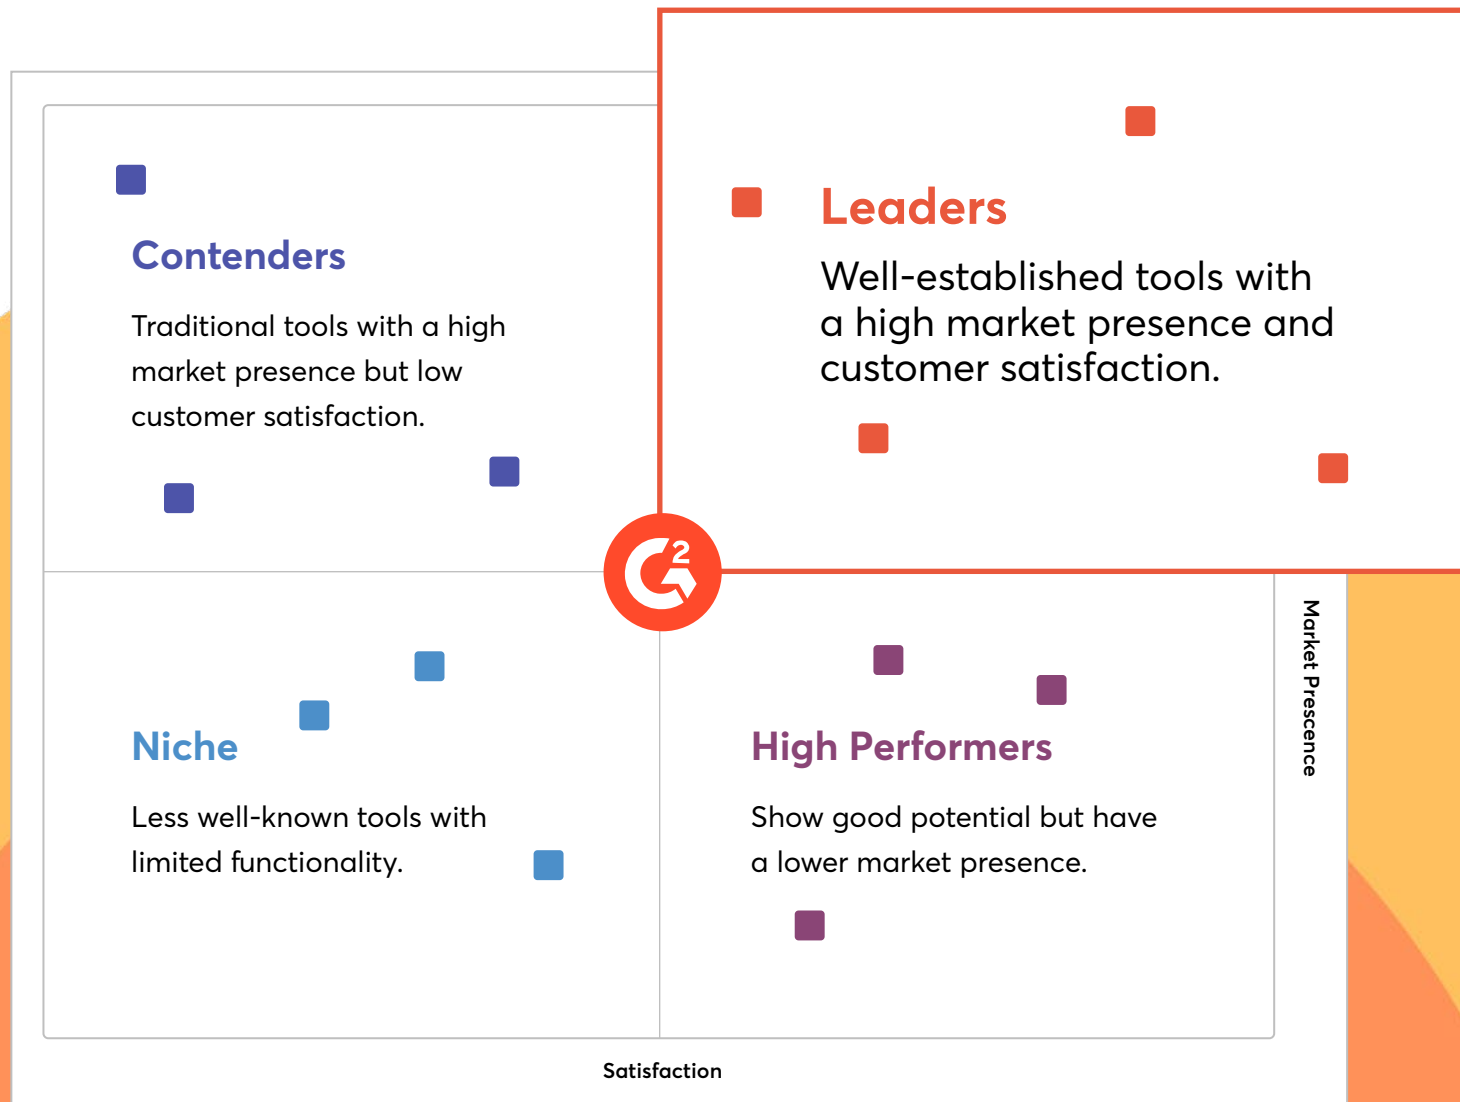 Contenders
Traditional tools with a high
market presence but low
customer satisfaction.
Leaders
Well-established tools with
a high market presence and
customer satisfaction.
G2
Niche
Less well-known tools with
limited functionality.
High Performers
Show good potential but have
a lower market presence.
Market Prescence
Satisfaction